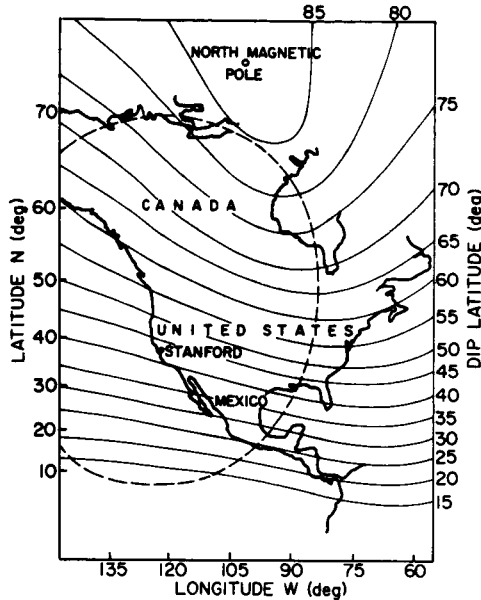 85 80
NORTH MAGNETIC
POLE
75
70
70
CANADA
60
65
60
50
55
UNITED STATES
40
50
STANFORD
45
30
MEXICO
40
35
20
30
25
10
20
15
LATITUDE N (deg)
DIP LATITUDE (deg)
135 120 105 90 75 60
LONGITUDE W (deg)